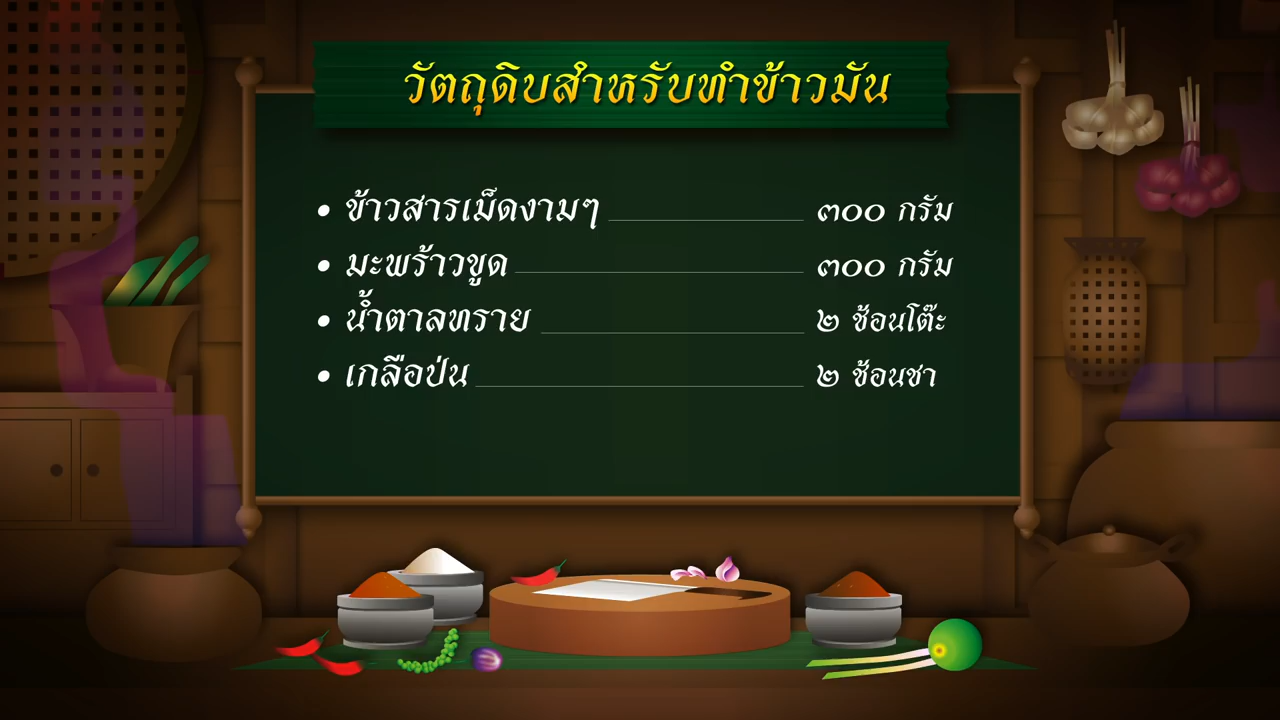 วัตถุดิบสำหรับทำข้าวมัน
• ข้าวสารเม็ดงามๆ ๓๐๐ กรัม
• มะพร้าวขูด ๓๐๐ กรัม
• น้ำตาลทราย ๒ ช้อนโต๊ะ
• เกลือป่น ๒ ช้อนชา